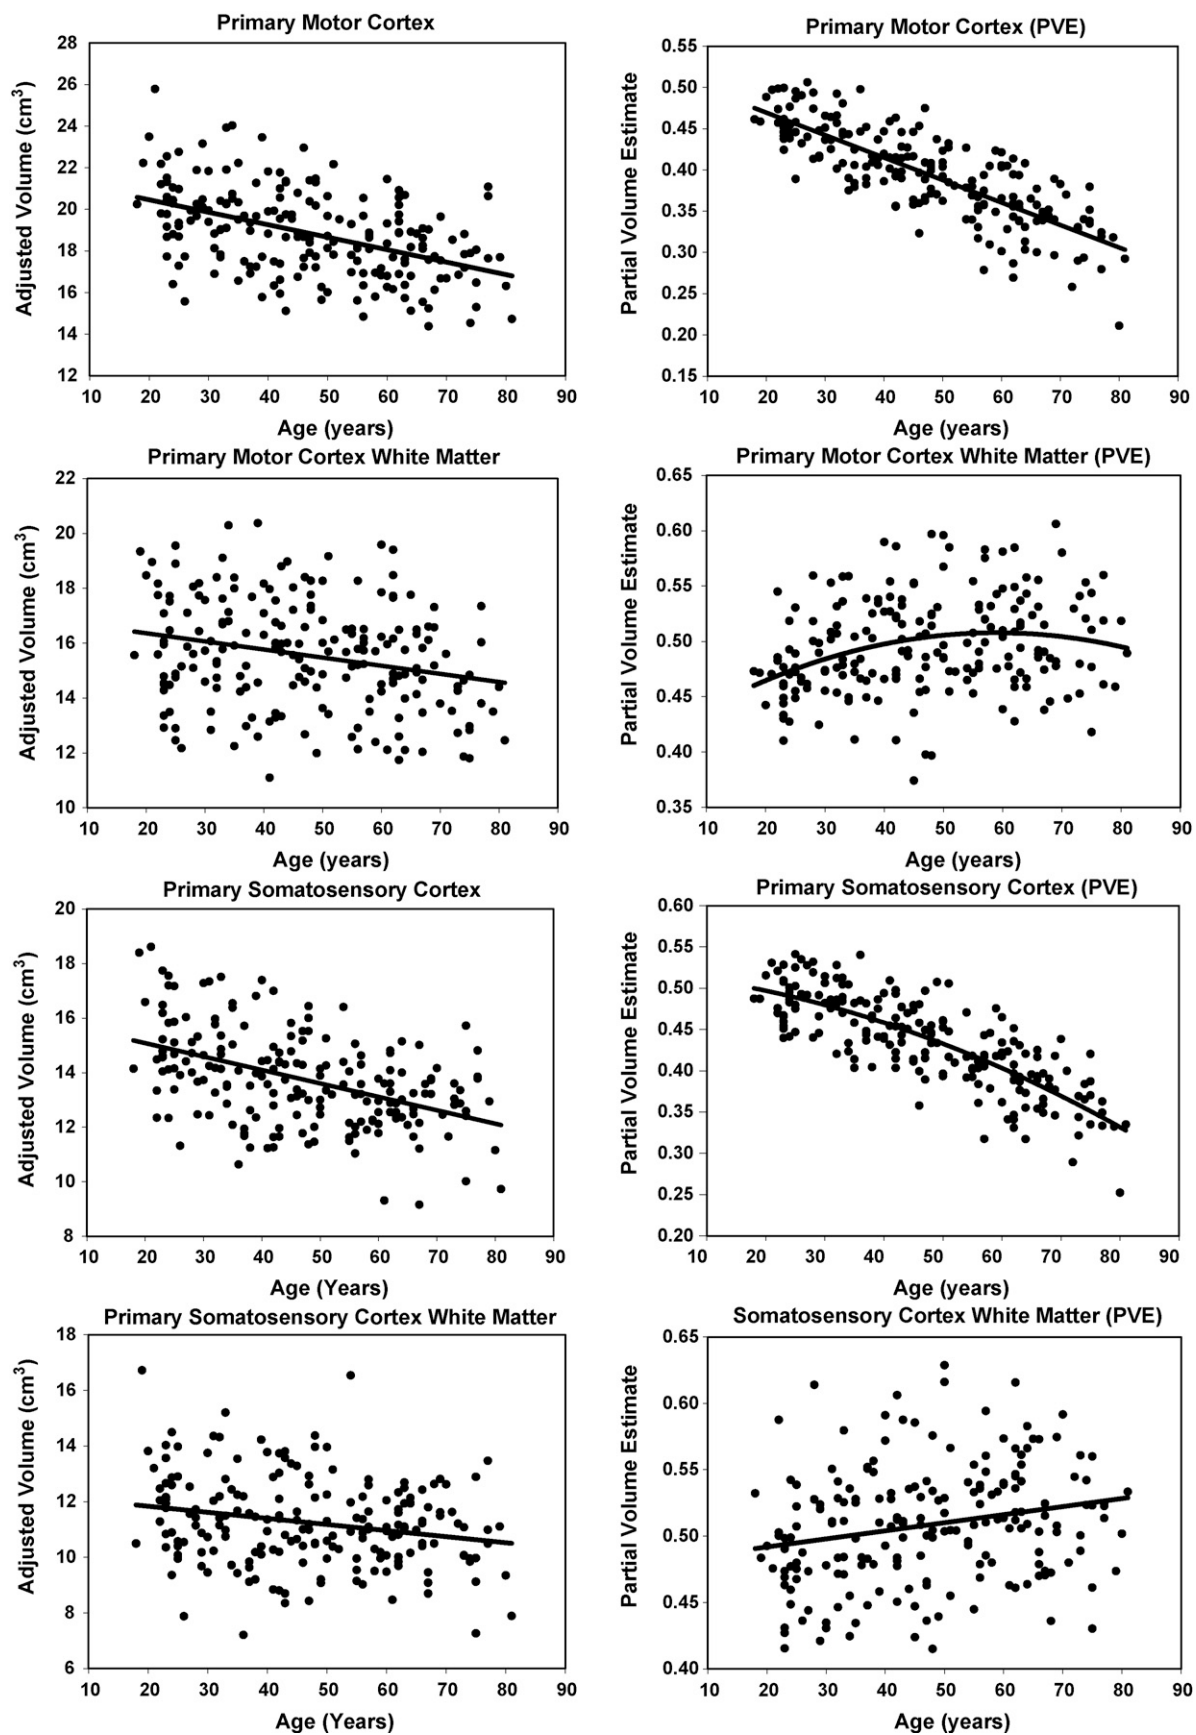 Primary Motor Cortex
Adjusted Volume (cm³)
28
26
24
22
20
18
16
14
12
10 20 30 40 50 60 70 80 90
Age (years)
Primary Motor Cortex (PVE)
Partial Volume Estimate
0.55
0.50
0.45
0.40
0.35
0.30
0.25
0.20
0.15
10 20 30 40 50 60 70 80 90
Age (years)
Primary Motor Cortex White Matter
Adjusted Volume (cm³)
22
20
18
16
14
12
10
10 20 30 40 50 60 70 80 90
Age (years)
Primary Motor Cortex White Matter (PVE)
Partial Volume Estimate
0.65
0.60
0.55
0.50
0.45
0.40
0.35
10 20 30 40 50 60 70 80 90
Age (years)
Primary Somatosensory Cortex
Adjusted Volume (cm³)
20
18
16
14
12
10
8
10 20 30 40 50 60 70 80 90
Age (Years)
Primary Somatosensory Cortex (PVE)
Partial Volume Estimate
0.60
0.55
0.50
0.45
0.40
0.35
0.30
0.25
0.20
10 20 30 40 50 60 70 80 90
Age (years)
Primary Somatosensory Cortex White Matter
Adjusted Volume (cm³)
18
16
14
12
10
8
6
10 20 30 40 50 60 70 80 90
Age (Years)
Somatosensory Cortex White Matter (PVE)
Partial Volume Estimate
0.65
0.60
0.55
0.50
0.45
0.40
10 20 30 40 50 60 70 80 90
Age (years)